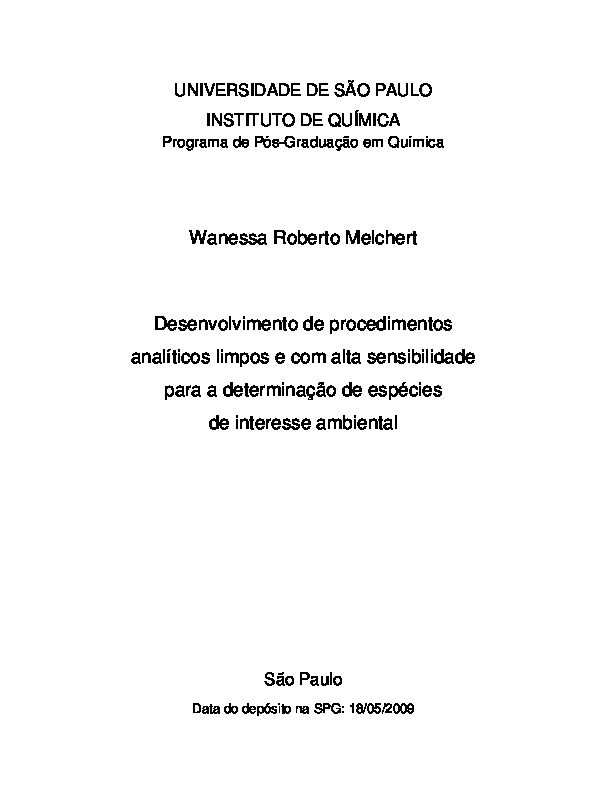 UNIVERSIDADE DE SÃO PAULO
INSTITUTO DE QUÍMICA
Programa de Pós-Graduação em Química
Wanessa Roberto Melchert
Desenvolvimento de procedimentos
analíticos limpos e com alta sensibilidade
para a determinação de espécies
de interesse ambiental
São Paulo
Data do depósito na SPG: 18/05/2009